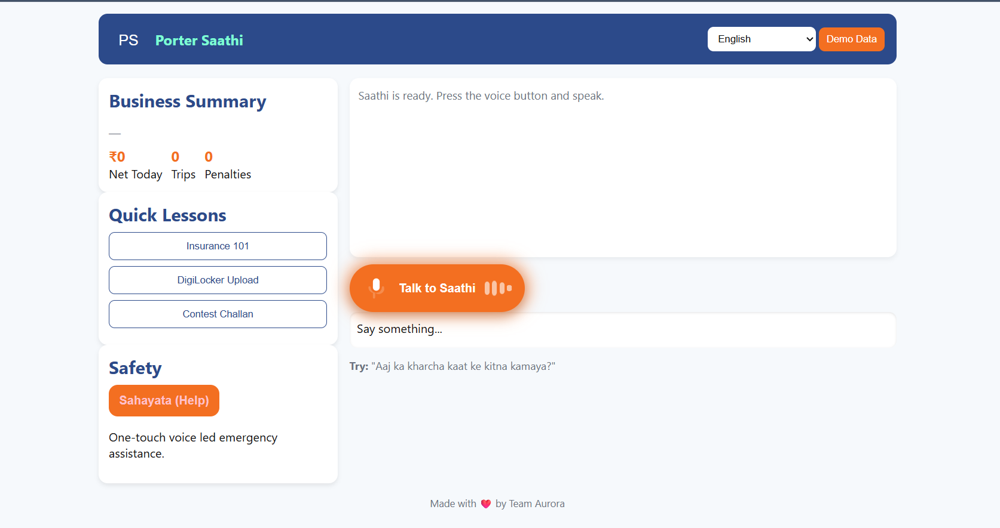 PS Porter Saathi
English
Demo Data
Business Summary
—
₹0 0 0
Net Today Trips Penalties
Quick Lessons
Insurance 101
DigiLocker Upload
Contest Challan
Safety
Sahayata (Help)
One-touch voice led emergency
assistance.
Saathi is ready. Press the voice button and speak.
Talk to Saathi
Say something...
Try: "Aaj ka kharcha kaat ke kitna kamaya?"
Made with ❤️ by Team Aurora